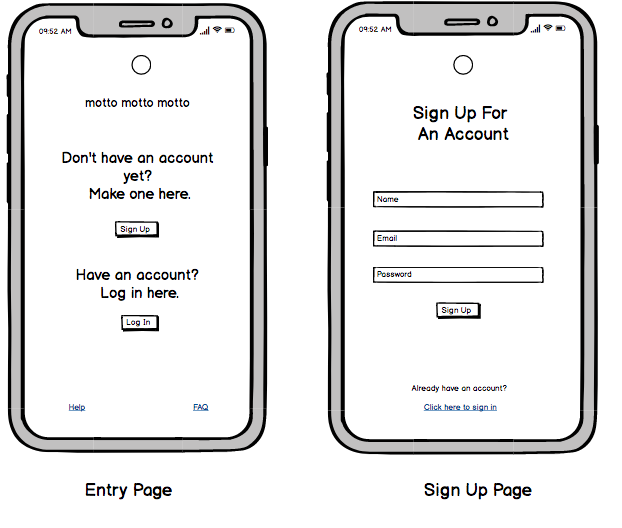 09:52 AM
motto motto motto
Don't have an account
yet?
Make one here.
Sign Up
Have an account?
Log in here.
Log In
Help
FAQ
Entry Page
09:52 AM
Sign Up For
An Account
Name
Email
Password
Sign Up
Already have an account?
Click here to sign in
Sign Up Page